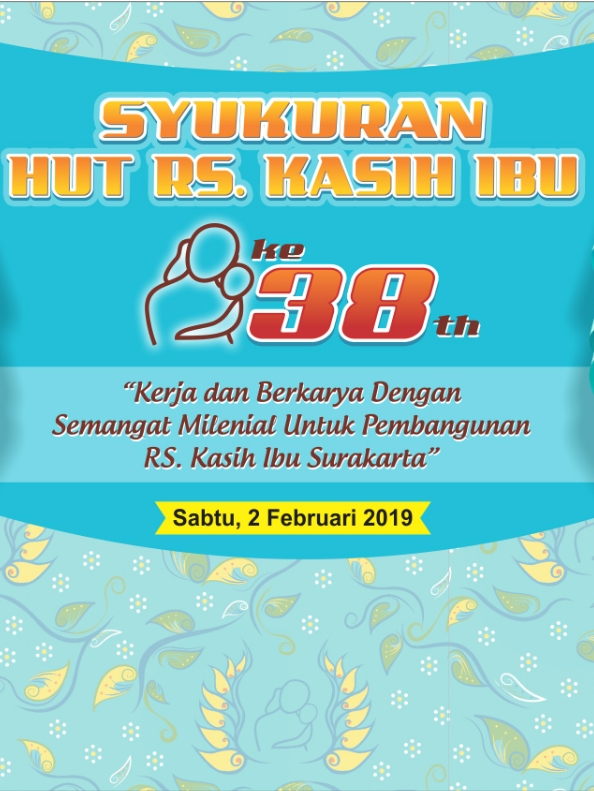 SYUKURAN
HUT RS. KASIH IBU
ke
38
th
“Kerja dan Berkarya Dengan
Semangat Milenial Untuk Pembangunan
RS. Kasih Ibu Surakarta”
Sabtu, 2 Februari 2019